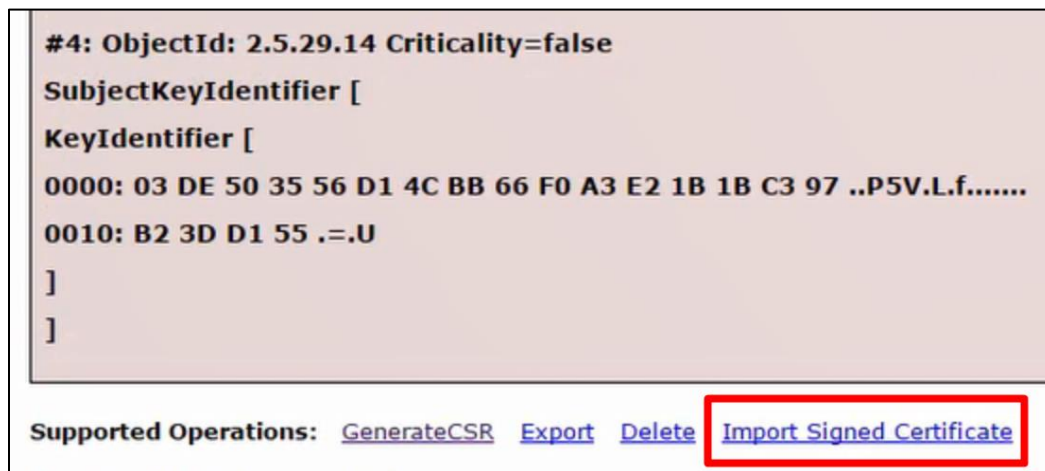 #4: ObjectId: 2.5.29.14 Criticality=false
SubjectKeyIdentifier [
KeyIdentifier [
0000: 03 DE 50 35 56 D1 4C BB 66 F0 A3 E2 1B 1B C3 97 ..P5V.L.f.......
0010: B2 3D D1 55 .=.U
]
]
Supported Operations: GenerateCSR Export Delete Import Signed Certificate